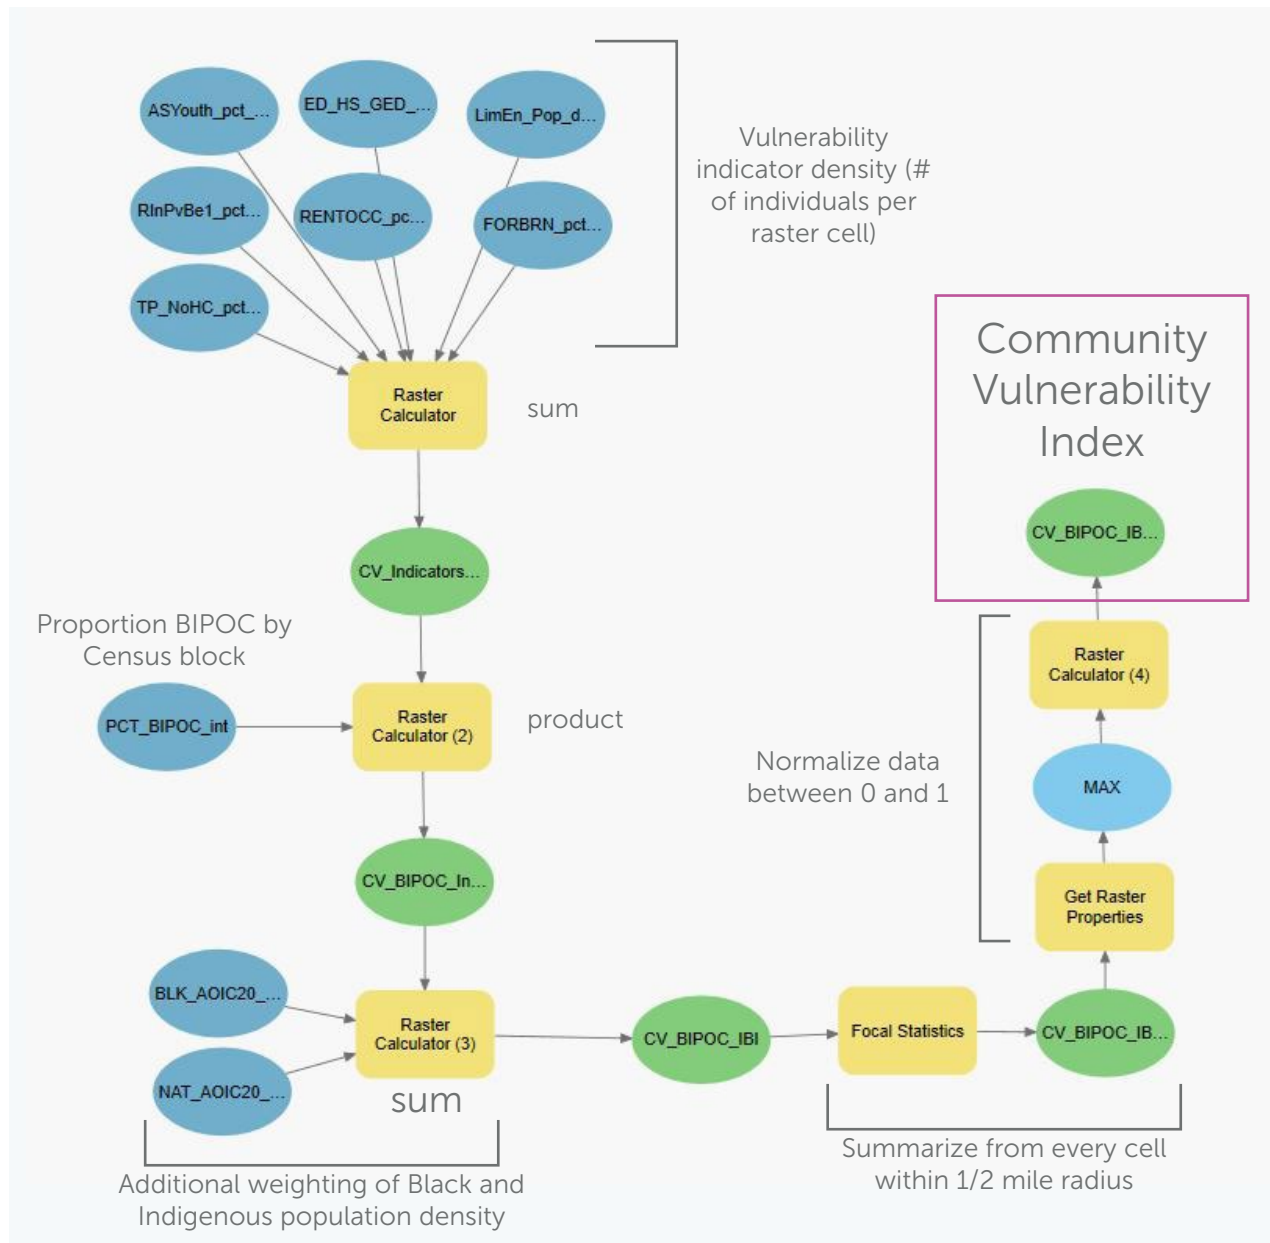 ASYouth_pct_...
ED_HS_GED_...
LimEn_Pop_d...
RInPvBe1_pct...
RENTOCC_pc...
FORBRN_pct...
TP_NoHC_pct...
Vulnerability
indicator density (#
of individuals per
raster cell)
Raster
Calculator
sum
CV_Indicators...
Proportion BIPOC by
Census block
PCT_BIPOC_int
Raster
Calculator (2)
product
CV_BIPOC_In...
BLK_AOIC20_...
NAT_AOIC20_...
Raster
Calculator (3)
sum
Additional weighting of Black and
Indigenous population density
CV_BIPOC_IBI
Focal Statistics
CV_BIPOC_IB...
Summarize from every cell
within 1/2 mile radius
Get Raster
Properties
MAX
Normalize data
between 0 and 1
Raster
Calculator (4)
CV_BIPOC_IB...
Community
Vulnerability
Index